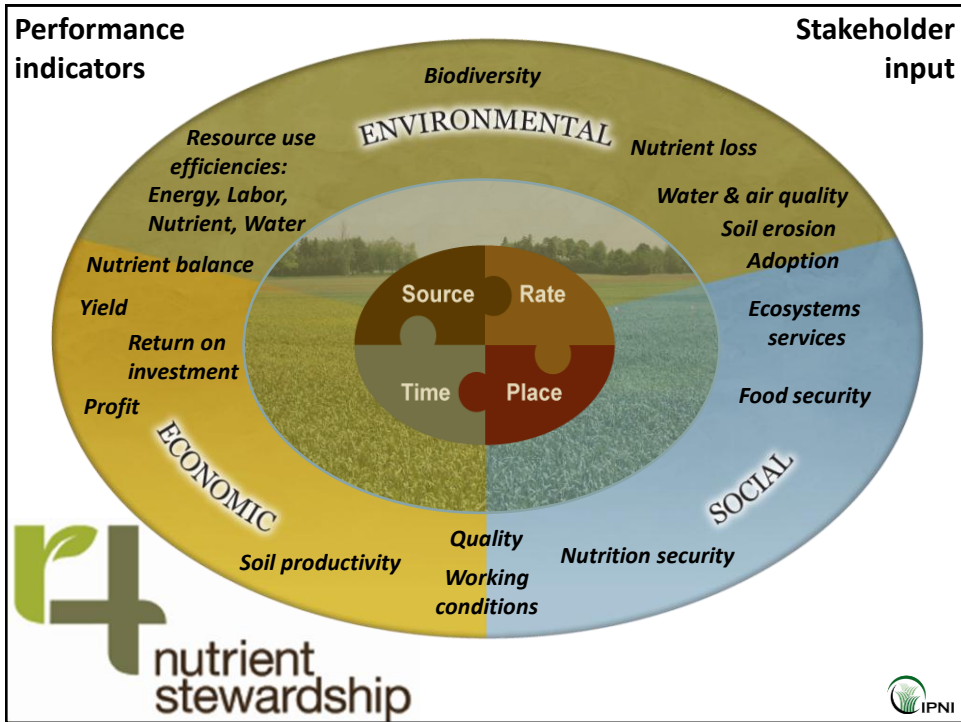 Performance
indicators
Stakeholder
input
Biodiversity
ENVIRONMENTAL
Resource use
efficiencies:
Energy, Labor,
Nutrient, Water
Nutrient loss
Water & air quality
Soil erosion
Adoption
Nutrient balance
Yield
Return on
investment
Profit
Source
Rate
Time
Place
Ecosystems
services
Food security
ECONOMIC
SOCIAL
Soil productivity
Quality
Working
conditions
Nutrition security
r4
nutrient
stewardship
IPNI